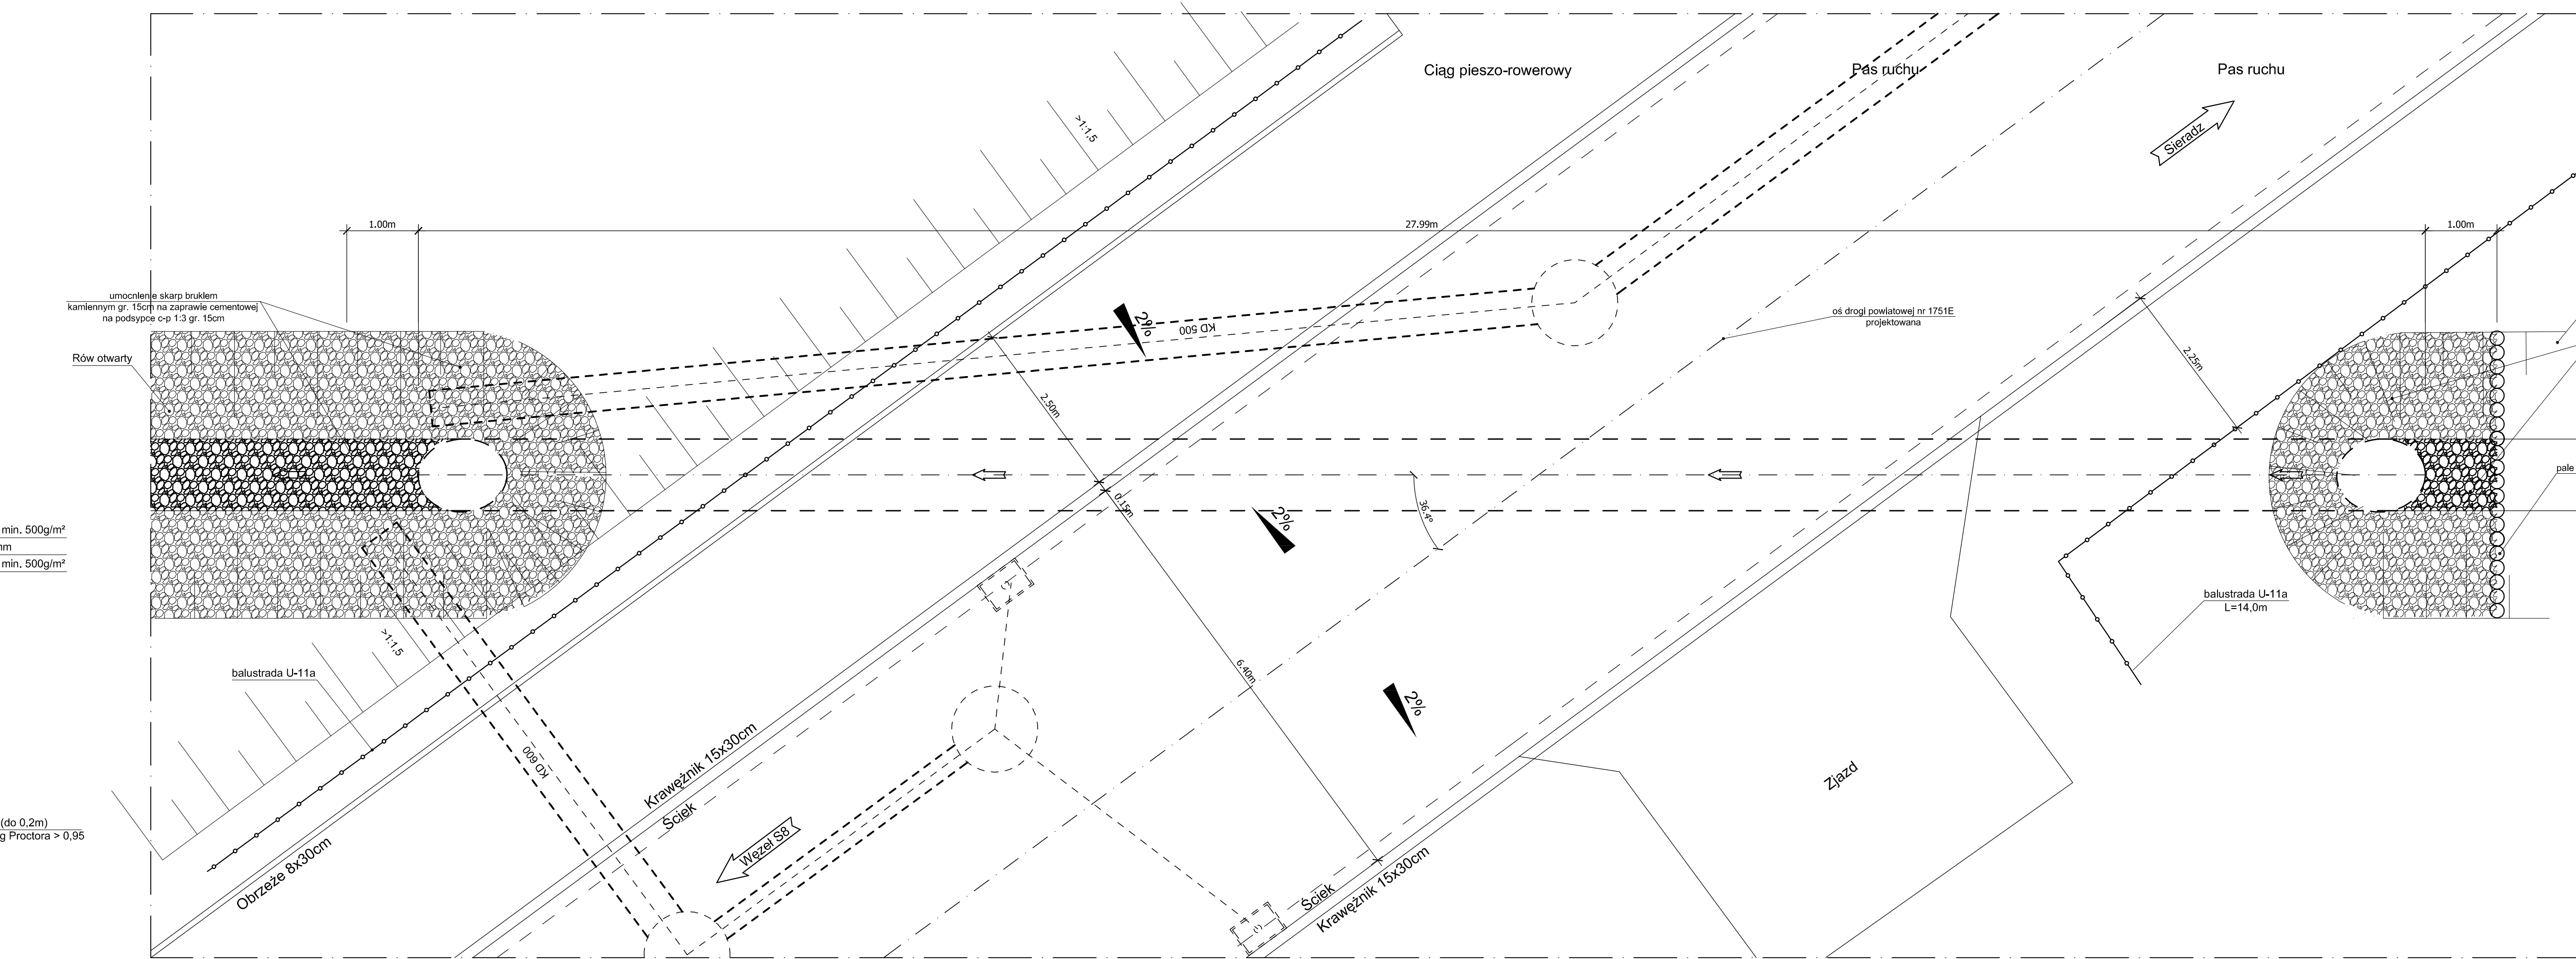 Ciąg pieszo-rowerowy
Pas ruchu
Pas ruchu
Sieradz
>1:1,5
1.00m
27.99m
1.00m
umocnienie skarp brukiem
kamiennym gr. 15cm na zaprawie cementowej
na podsypce c-p 1:3 gr. 15cm
Rów otwarty
2%
KD 500
oś drogi powiatowej nr 1751E
projektowana
2.25m
2.50m
pale
0.15m
2%
36.4°
min. 500g/m²
min. 500g/m²
balustrada U-11a
L=14,0m
>1:1,5
balustrada U-11a
6.40m
2%
KD 600
Krawężnik 15x30cm
Ściek
Zjazd
(do 0,2m)
g Proctora > 0,95
Węzeł S8
Obrzeże 8x30cm
Ściek
Krawężnik 15x30cm